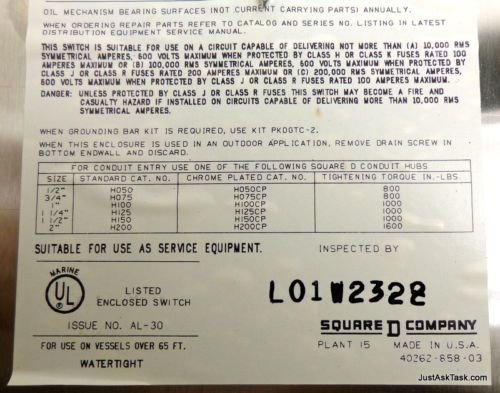 OIL MECHANISM BEARING SURFACES (NOT CURRENT CARRYING PARTS) ANNUALLY.
WHEN ORDERING REPAIR PARTS REFER TO CATALOG AND SERIES NO. LISTING IN LATEST
DISTRIBUTION EQUIPMENT SERVICE MANUAL.
THIS SWITCH IS SUITABLE FOR USE ON A CIRCUIT CAPABLE OF DELIVERING NOT MORE THAN (A) 10,000 RMS
SYMMETRICAL AMPERES, 600 VOLTS MAXIMUM WHEN PROTECTED BY CLASS H OR CLASS K FUSES RATED 100
AMPERES MAXIMUM OR (B) 100,000 RMS SYMMETRICAL AMPERES, 600 VOLTS MAXIMUM WHEN PROTECTED BY
CLASS J OR CLASS R FUSES RATED 200 AMPERES MAXIMUM OR (C) 200,000 RMS SYMMETRICAL AMPERES,
600 VOLTS MAXIMUM WHEN PROTECTED BY CLASS J OR CLASS R FUSES RATED 100 AMPERES MAXIMUM.
DANGER: UNLESS PROTECTED BY CLASS J OR CLASS R FUSES THIS SWITCH MAY BECOME A FIRE AND
CASUALTY HAZARD IF INSTALLED ON CIRCUITS CAPABLE OF DELIVERING MORE THAN 10,000 RMS
SYMMETRICAL AMPERES.
WHEN GROUNDING BAR KIT IS REQUIRED, USE KIT PKOGTC-2.
WHEN THIS ENCLOSURE IS USED IN AN OUTDOOR APPLICATION, REMOVE DRAIN SCREW IN
BOTTOM ENDWALL AND DISCARD.
FOR CONDUIT ENTRY USE ONE OF THE FOLLOWING SQUARE D CONDUIT HUBS
SIZE STANDARD CAT. NO. CHROME PLATED CAT. NO. TIGHTENING TORQUE IN.-LBS.
1/2" H050 H050CP 800
3/4" H075 H075CP 800
1" H100 H100CP 1000
1 1/4" H125 H125CP 1000
1 1/2" H150 H150CP 1000
2" H200 H200CP 1600
SUITABLE FOR USE AS SERVICE EQUIPMENT. INSPECTED BY
MARINE
UL LISTED
ENCLOSED SWITCH
L01W2328
ISSUE NO. AL-30
SQUARE D COMPANY
FOR USE ON VESSELS OVER 65 FT. PLANT 15 MADE IN U.S.A.
WATERTIGHT 40262-658-03
JustAskTask.com